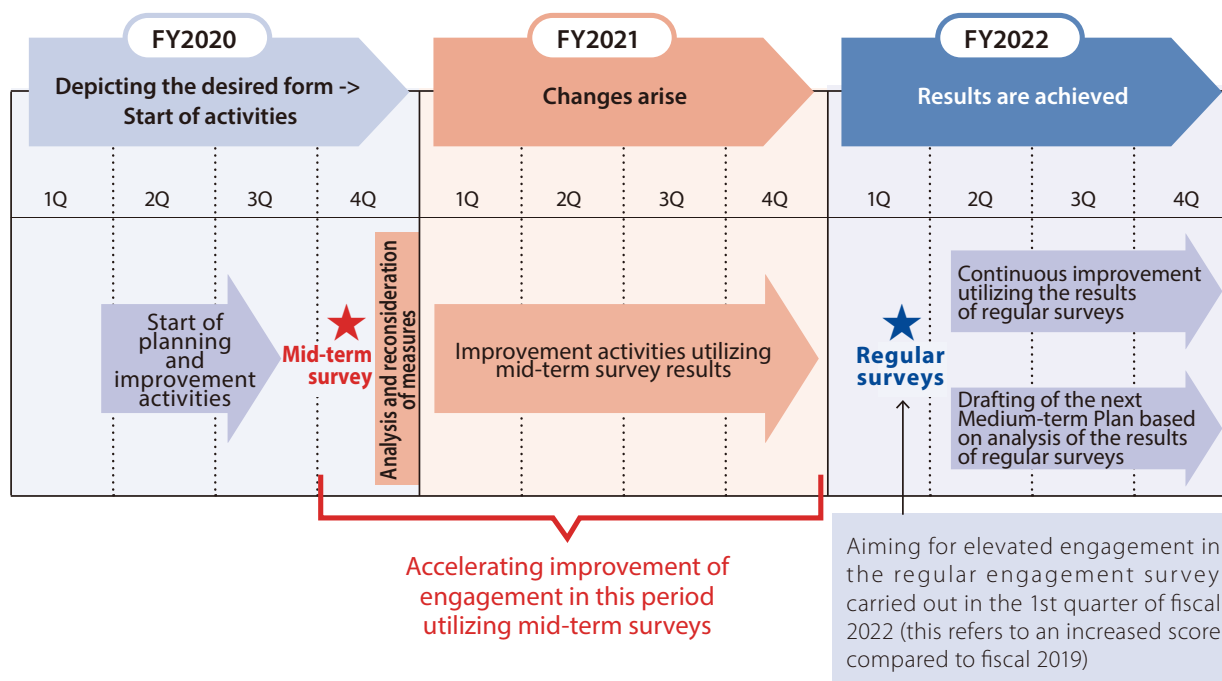 FY2020
Depicting the desired form ->
Start of activities
FY2021
Changes arise
FY2022
Results are achieved
1Q
2Q
3Q
4Q
1Q
2Q
3Q
4Q
1Q
2Q
3Q
4Q
Start of
planning
and
improvement
activities
Mid-term
survey
Analysis and reconsideration
of measures
Improvement activities utilizing
mid-term survey results
Regular
surveys
Continuous improvement
utilizing the results
of regular surveys
Drafting of the next
Medium-term Plan based
on analysis of the results
of regular surveys
Accelerating improvement of
engagement in this period
utilizing mid-term surveys
Aiming for elevated engagement in
the regular engagement survey
carried out in the 1st quarter of fiscal
2022 (this refers to an increased score
compared to fiscal 2019)